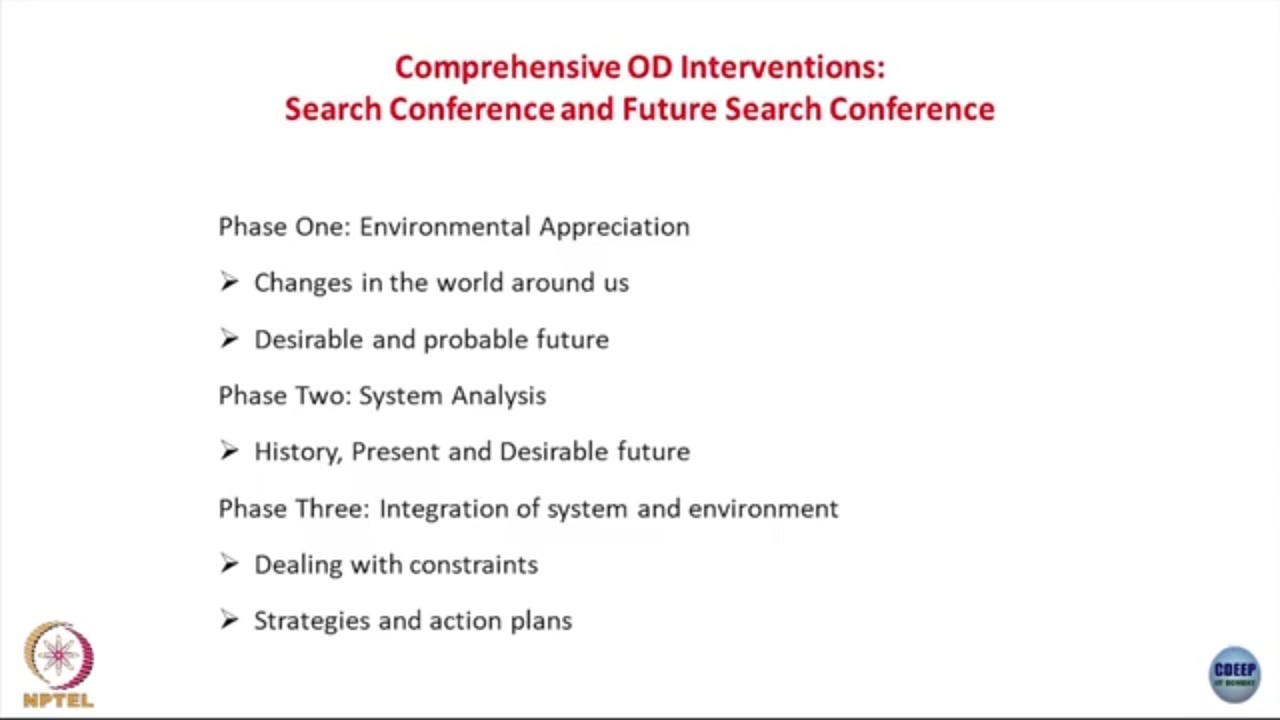 Comprehensive OD Interventions:
Search Conference and Future Search Conference
Phase One: Environmental Appreciation
➤ Changes in the world around us
➤ Desirable and probable future
Phase Two: System Analysis
➤ History, Present and Desirable future
Phase Three: Integration of system and environment
➤ Dealing with constraints
➤ Strategies and action plans
NPTEL
CDEEP
IIT BOMBAY